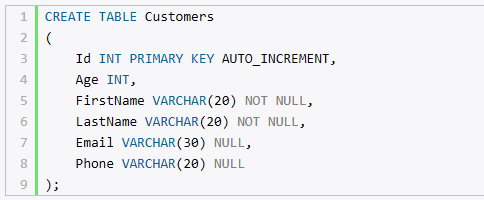 1 CREATE TABLE Customers
2 (
3     Id INT PRIMARY KEY AUTO_INCREMENT,
4     Age INT,
5     FirstName VARCHAR(20) NOT NULL,
6     LastName VARCHAR(20) NOT NULL,
7     Email VARCHAR(30) NULL,
8     Phone VARCHAR(20) NULL
9 );